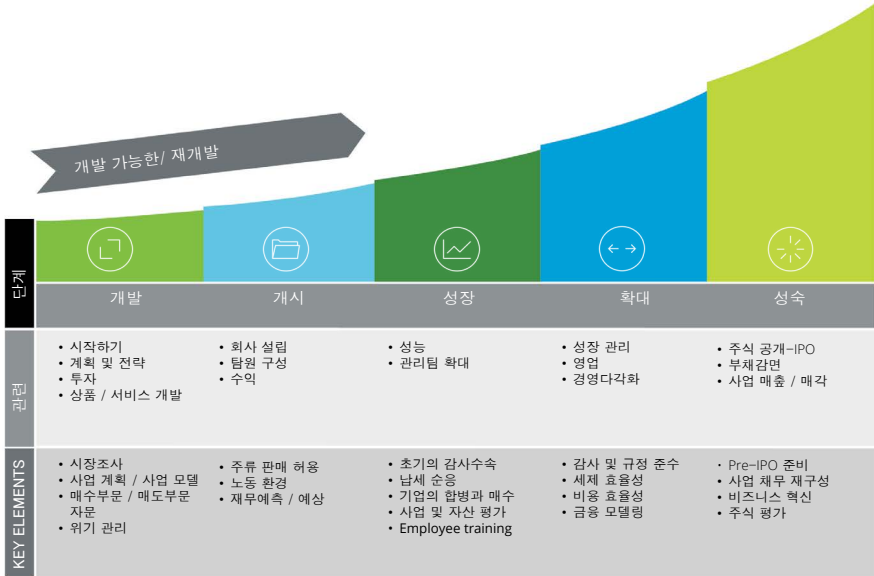 개발 가능한/ 재개발
단계
개발
개시
성장
확대
성숙
관련
• 시작하기
• 계획 및 전략
• 투자
• 상품 / 서비스 개발
• 회사 설립
• 탐원 구성
• 수익
• 성능
• 관리팀 확대
• 성장 관리
• 영업
• 경영다각화
• 주식 공개-IPO
• 부채감면
• 사업 매춡 / 매각
KEY ELEMENTS
• 시장조사
• 사업 계획 / 사업 모델
• 매수부문 / 매도부문
자문
• 위기 관리
• 주류 판매 허용
• 노동 환경
• 재무예측 / 예상
• 초기의 감사수속
• 납세 순응
• 기업의 합병과 매수
• 사업 및 자산 평가
• Employee training
• 감사 및 규정 준수
• 세제 효율성
• 비용 효율성
• 금융 모델링
• Pre-IPO 준비
• 사업 채무 재구성
• 비즈니스 혁신
• 주식 평가